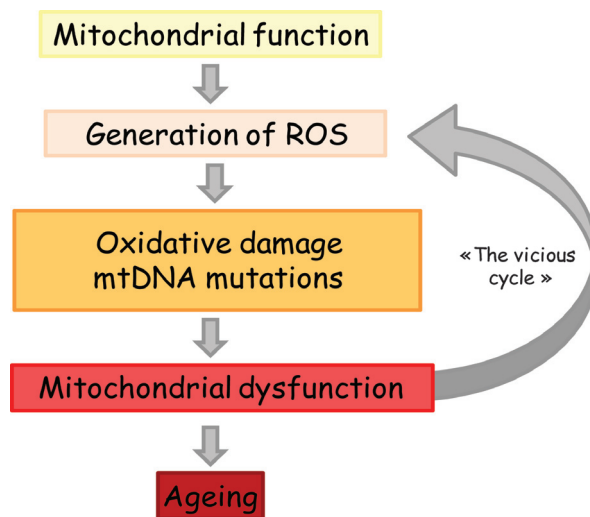 Mitochondrial function
Generation of ROS
Oxidative damage
mtDNA mutations
« The vicious
cycle »
Mitochondrial dysfunction
Ageing